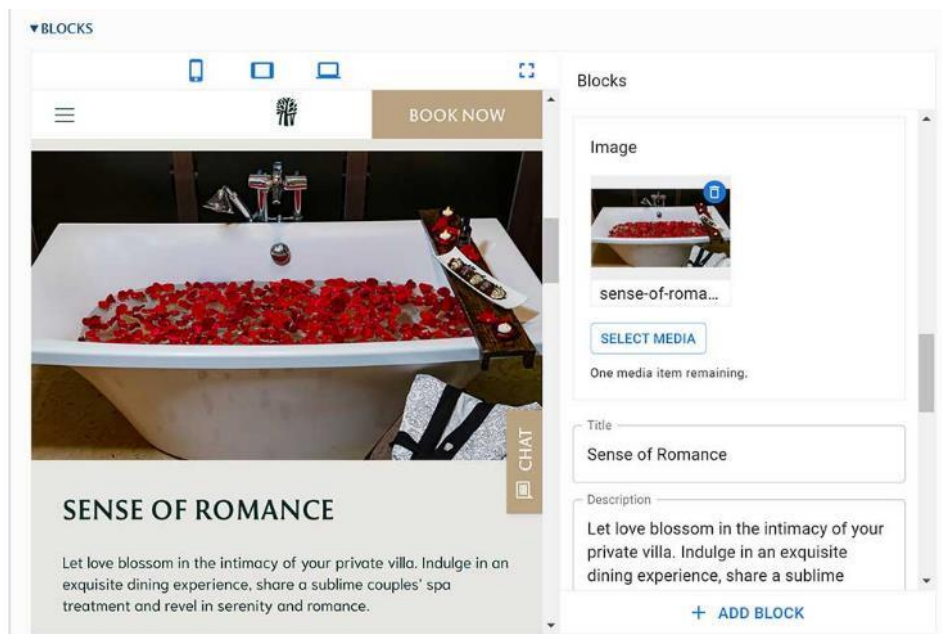 ▼BLOCKS
BOOK NOW
CHAT
SENSE OF ROMANCE
Let love blossom in the intimacy of your private villa. Indulge in an
exquisite dining experience, share a sublime couples' spa
treatment and revel in serenity and romance.
Blocks
Image
sense-of-roma...
SELECT MEDIA
One media item remaining.
Title
Sense of Romance
Description
Let love blossom in the intimacy of your
private villa. Indulge in an exquisite
dining experience, share a sublime
+ ADD BLOCK